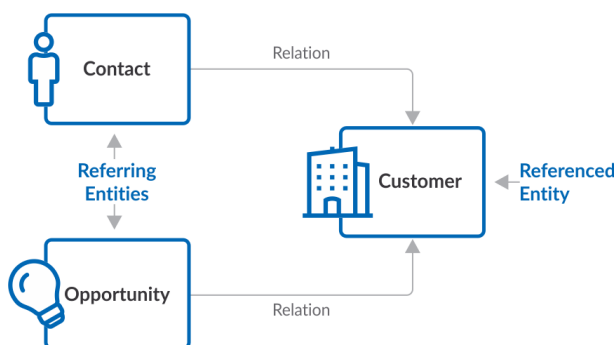 Contact
Relation
Referring
Entities
Customer
Referenced
Entity
Opportunity
Relation